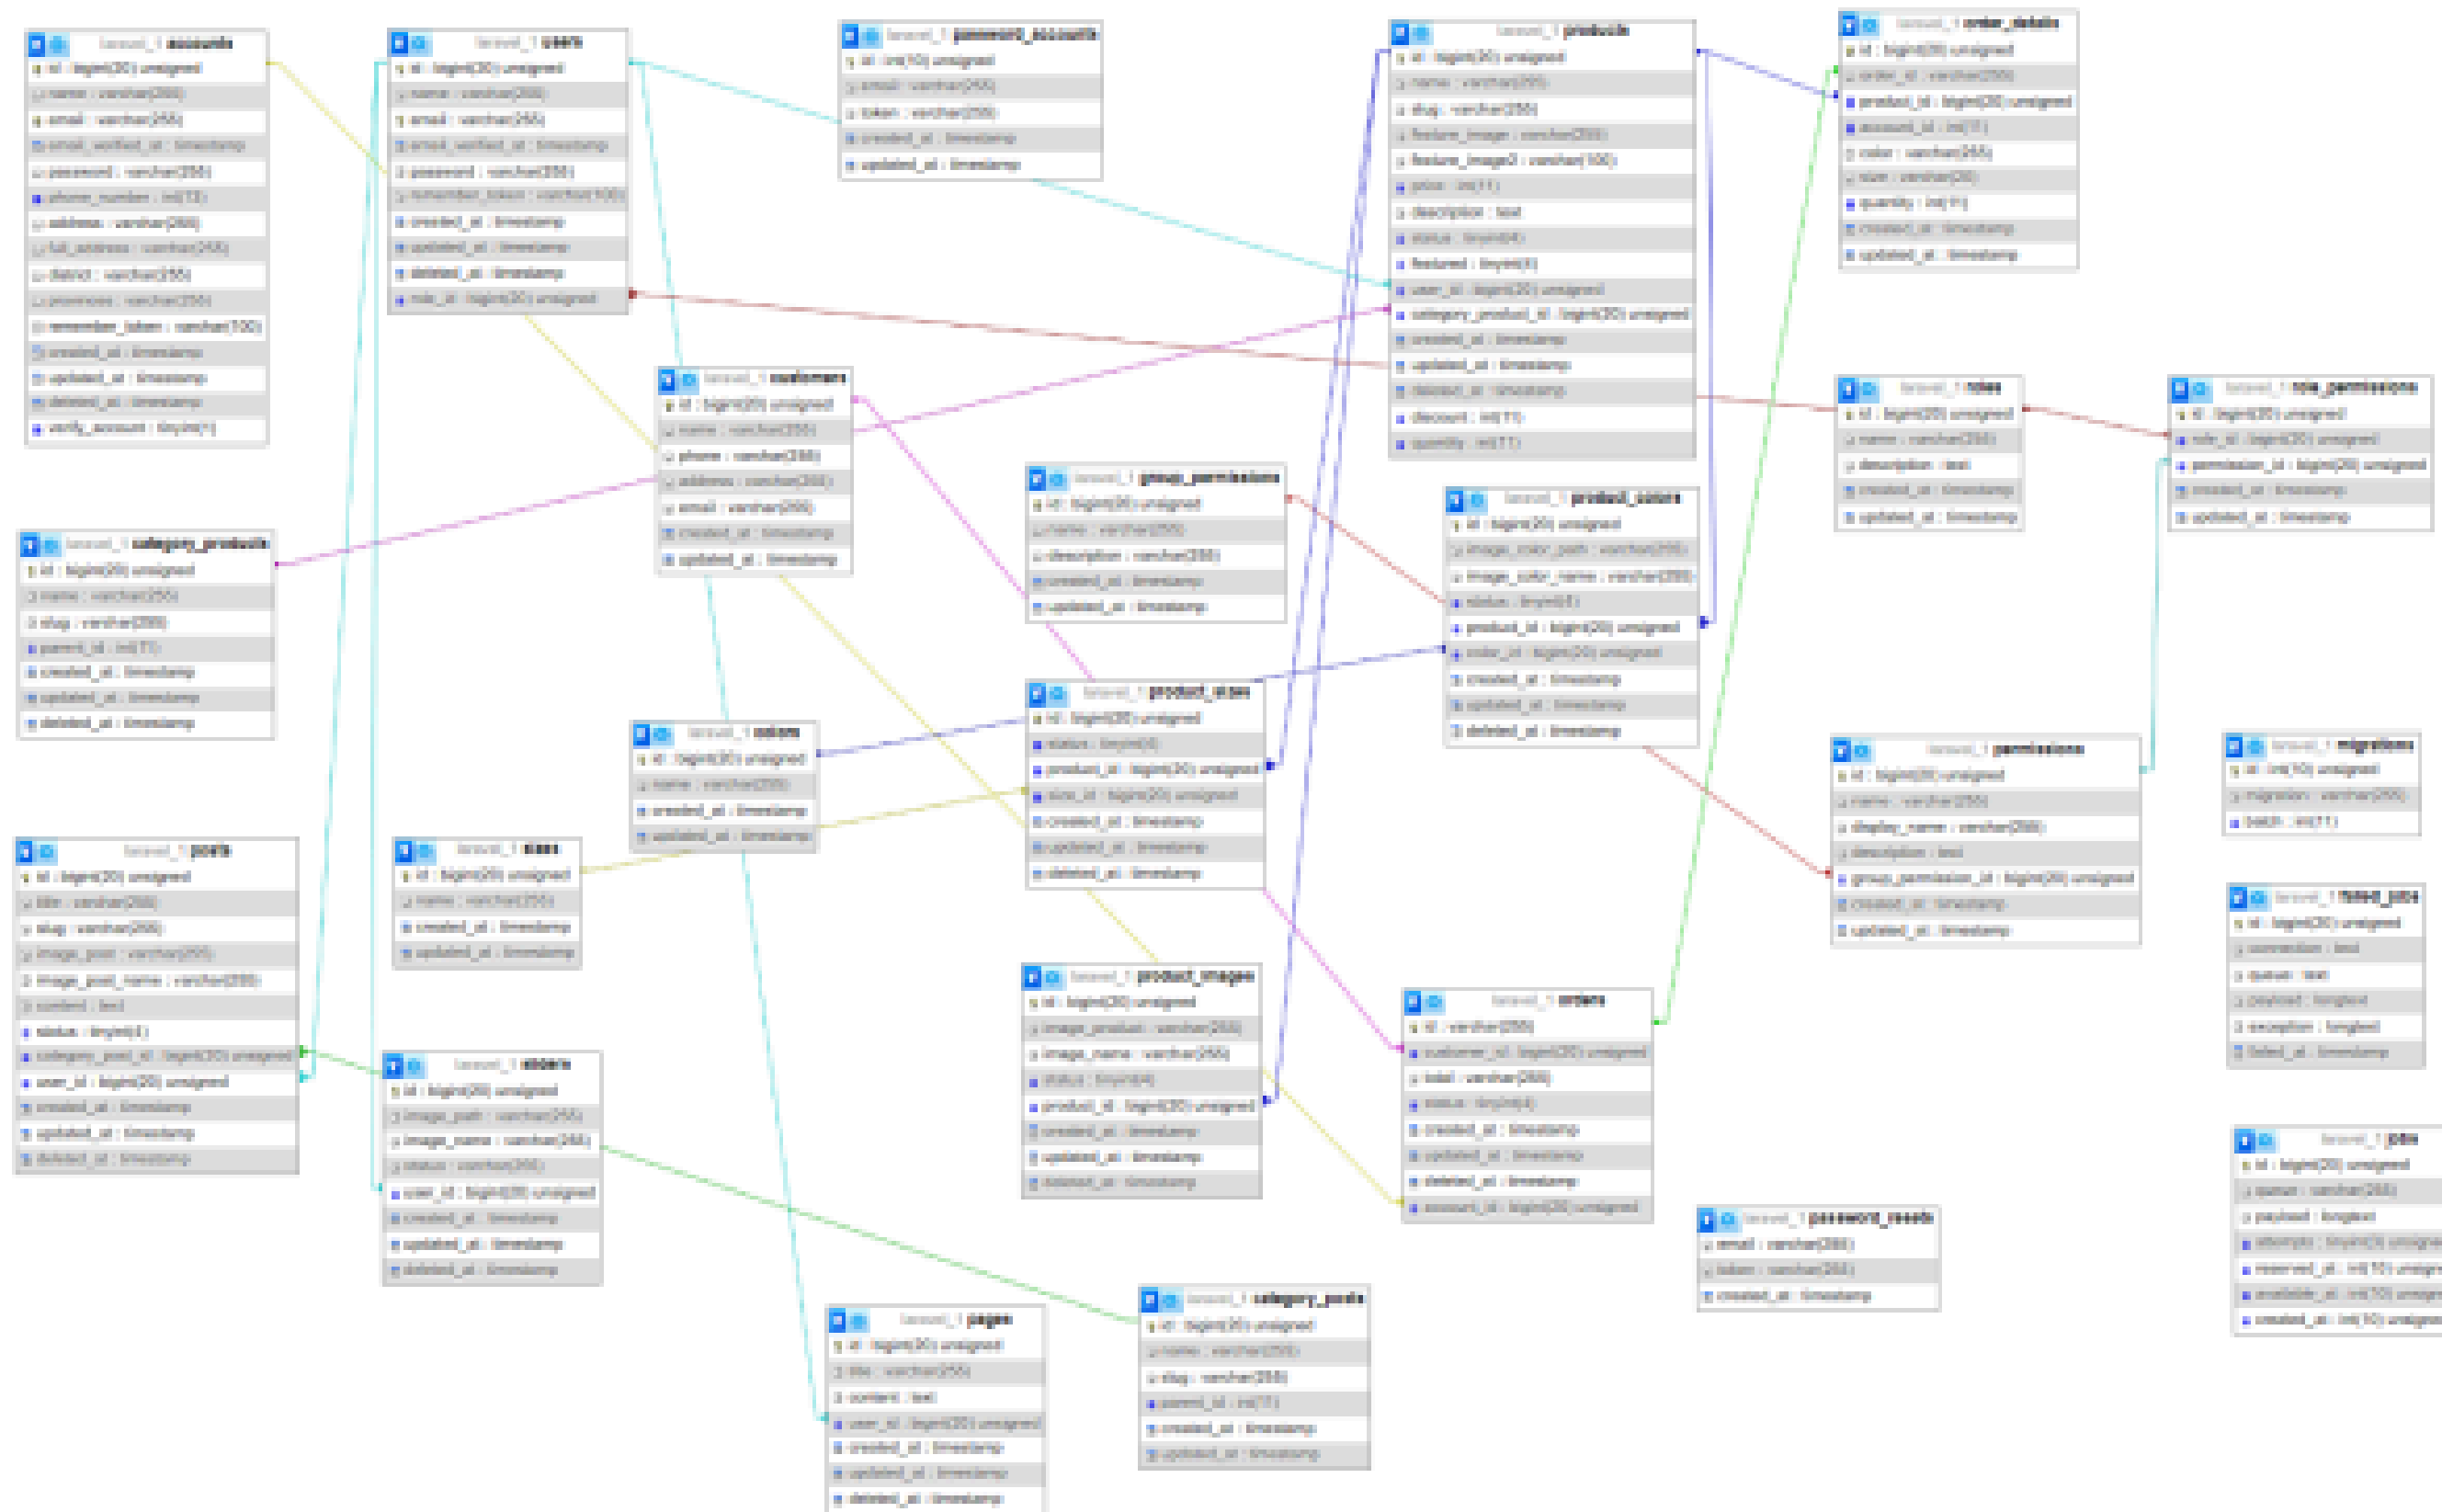 laravel_1 accounts
id : bigint(20) unsigned
name : varchar(255)
email : varchar(255)
email_verified_at : timestamp
password : varchar(255)
phone_number : int(13)
address : varchar(255)
full_address : varchar(255)
district : varchar(255)
provinces : varchar(255)
remember_token : varchar(100)
created_at : timestamp
updated_at : timestamp
deleted_at : timestamp
verify_account : tinyint(1)
laravel_1 users
id : bigint(20) unsigned
name : varchar(255)
email : varchar(255)
email_verified_at : timestamp
password : varchar(255)
remember_token : varchar(100)
created_at : timestamp
updated_at : timestamp
deleted_at : timestamp
role_id : bigint(20) unsigned
laravel_1 password_accounts
id : int(10) unsigned
email : varchar(255)
token : varchar(255)
created_at : timestamp
updated_at : timestamp
laravel_1 products
id : bigint(20) unsigned
name : varchar(255)
slug : varchar(255)
feature_image : varchar(255)
feature_image2 : varchar(100)
price : int(11)
description : text
status : tinyint(4)
featured : tinyint(4)
user_id : bigint(20) unsigned
category_product_id : bigint(20) unsigned
created_at : timestamp
updated_at : timestamp
deleted_at : timestamp
discount : int(11)
quantity : int(11)
laravel_1 order_details
id : bigint(20) unsigned
order_id : varchar(255)
product_id : bigint(20) unsigned
account_id : int(11)
color : varchar(255)
size : varchar(20)
quantity : int(11)
created_at : timestamp
updated_at : timestamp
laravel_1 customers
id : bigint(20) unsigned
name : varchar(255)
phone : varchar(255)
address : varchar(255)
email : varchar(255)
created_at : timestamp
updated_at : timestamp
laravel_1 roles
id : bigint(20) unsigned
name : varchar(255)
description : text
created_at : timestamp
updated_at : timestamp
laravel_1 role_permissions
id : bigint(20) unsigned
role_id : bigint(20) unsigned
permission_id : bigint(20) unsigned
created_at : timestamp
updated_at : timestamp
laravel_1 group_permissions
id : bigint(20) unsigned
name : varchar(255)
description : varchar(255)
created_at : timestamp
updated_at : timestamp
laravel_1 product_colors
id : bigint(20) unsigned
image_color_path : varchar(255)
image_color_name : varchar(255)
status : tinyint(4)
product_id : bigint(20) unsigned
color_id : bigint(20) unsigned
created_at : timestamp
updated_at : timestamp
deleted_at : timestamp
laravel_1 category_products
id : bigint(20) unsigned
name : varchar(255)
slug : varchar(255)
parent_id : int(11)
created_at : timestamp
updated_at : timestamp
deleted_at : timestamp
laravel_1 product_sizes
id : bigint(20) unsigned
status : tinyint(4)
product_id : bigint(20) unsigned
size_id : bigint(20) unsigned
created_at : timestamp
updated_at : timestamp
deleted_at : timestamp
laravel_1 colors
id : bigint(20) unsigned
name : varchar(255)
created_at : timestamp
updated_at : timestamp
laravel_1 permissions
id : bigint(20) unsigned
name : varchar(255)
display_name : varchar(255)
description : text
group_permission_id : bigint(20) unsigned
created_at : timestamp
updated_at : timestamp
laravel_1 migrations
id : int(10) unsigned
migration : varchar(255)
batch : int(11)
laravel_1 posts
id : bigint(20) unsigned
title : varchar(255)
slug : varchar(255)
image_post : varchar(255)
image_post_name : varchar(255)
content : text
status : tinyint(4)
category_post_id : bigint(20) unsigned
user_id : bigint(20) unsigned
created_at : timestamp
updated_at : timestamp
deleted_at : timestamp
laravel_1 sizes
id : bigint(20) unsigned
name : varchar(255)
created_at : timestamp
updated_at : timestamp
laravel_1 failed_jobs
id : bigint(20) unsigned
connection : text
queue : text
payload : longtext
exception : longtext
failed_at : timestamp
laravel_1 product_images
id : bigint(20) unsigned
image_product : varchar(255)
image_name : varchar(255)
status : tinyint(4)
product_id : bigint(20) unsigned
created_at : timestamp
updated_at : timestamp
deleted_at : timestamp
laravel_1 orders
id : varchar(255)
customer_id : bigint(20) unsigned
total : varchar(255)
status : tinyint(4)
created_at : timestamp
updated_at : timestamp
deleted_at : timestamp
account_id : bigint(20) unsigned
laravel_1 sliders
id : bigint(20) unsigned
image_path : varchar(255)
image_name : varchar(255)
status : varchar(255)
user_id : bigint(20) unsigned
created_at : timestamp
updated_at : timestamp
deleted_at : timestamp
laravel_1 jobs
id : bigint(20) unsigned
queue : varchar(255)
payload : longtext
attempts : tinyint(3)
reserved_at : int(10)
available_at : int(10)
created_at : int(10)
laravel_1 password_resets
email : varchar(255)
token : varchar(255)
created_at : timestamp
laravel_1 pages
id : bigint(20) unsigned
title : varchar(255)
content : text
user_id : bigint(20) unsigned
created_at : timestamp
updated_at : timestamp
deleted_at : timestamp
laravel_1 category_posts
id : bigint(20) unsigned
name : varchar(255)
slug : varchar(255)
parent_id : int(11)
created_at : timestamp
updated_at : timestamp